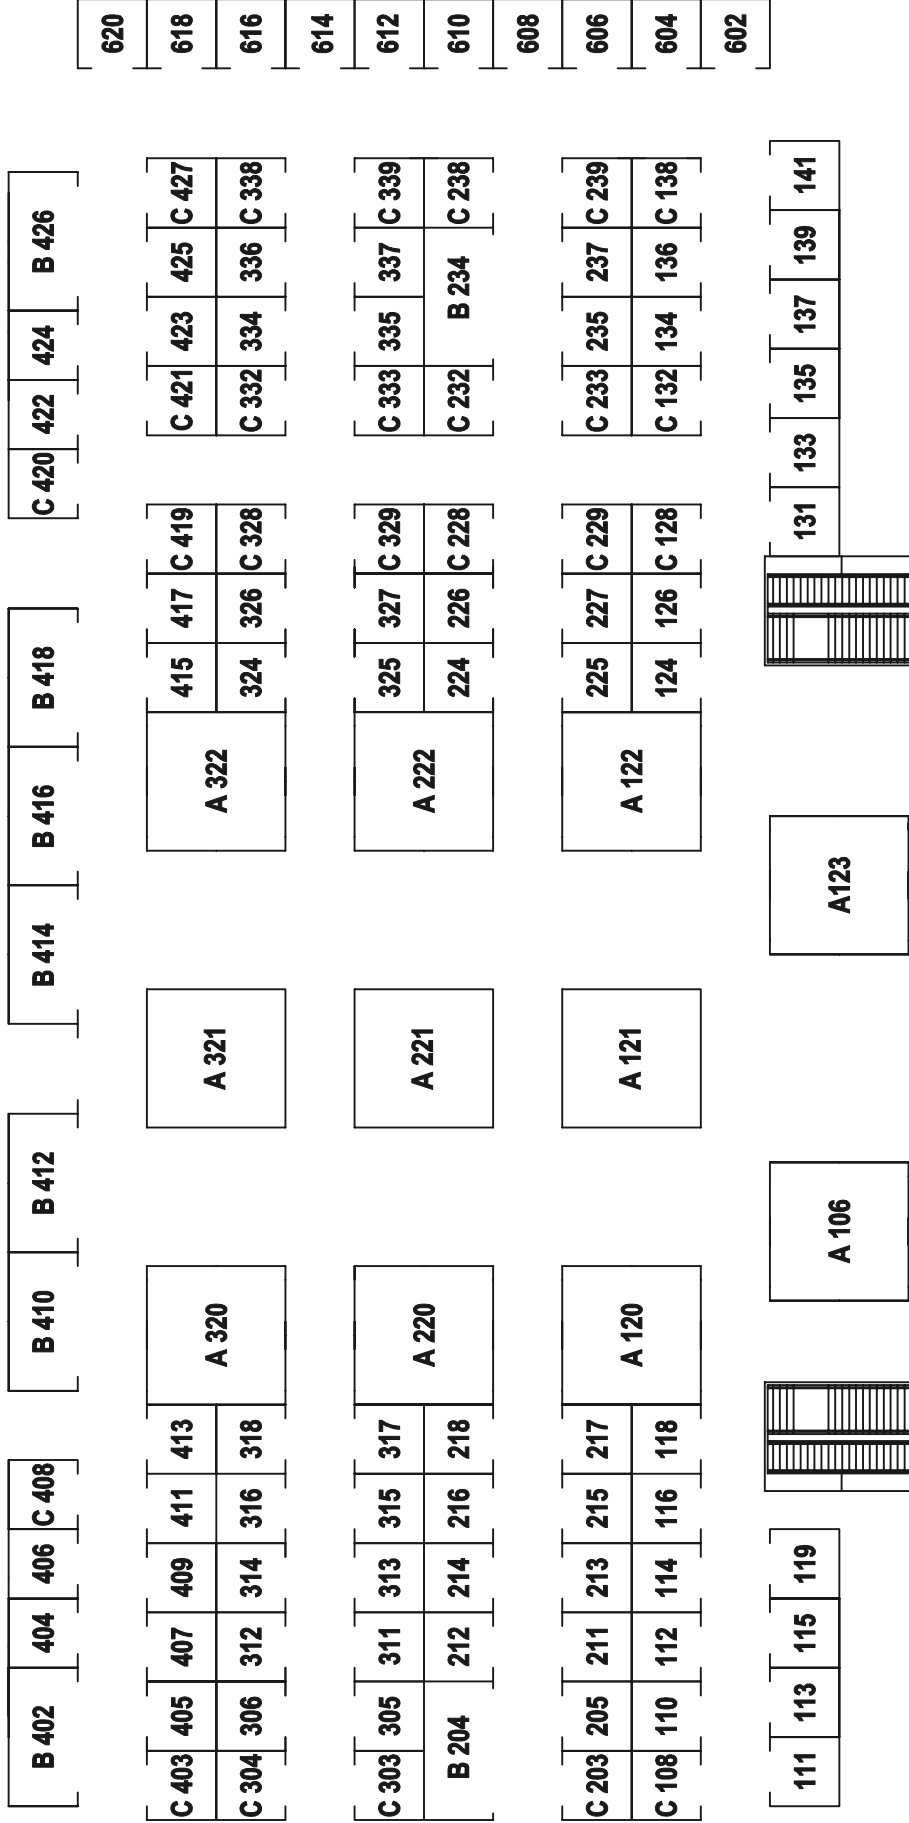 B 402 404 406 C 408 B 410 B 412 B 414 B 416 B 418 C 420 422 424 B 426
620
C 403 405 407 409 411 413 415 417 C 419 C 421 423 425 C 427 618
A 320 A 321 A 322
C 304 306 312 314 316 318 324 326 C 328 C 332 334 336 C 338 616
614
C 303 305 311 313 315 317 325 327 C 329 C 333 335 337 C 339 612
A 220 A 221 A 222
B 204 212 214 216 218 224 226 C 228 C 232 B 234 C 238 610
608
C 203 205 211 213 215 217 225 227 C 229 C 233 235 237 C 239 606
A 120 A 121 A 122
C 108 110 112 114 116 118 124 126 C 128 C 132 134 136 C 138 604
602
111 113 115 119 131 133 135 137 139 141
A 106 A123